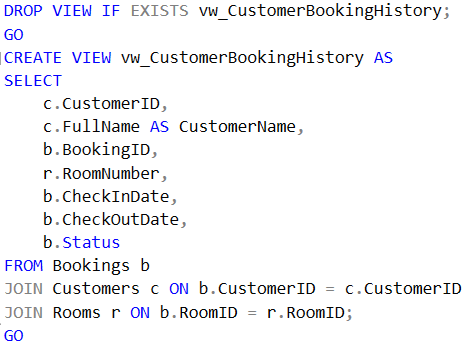 DROP VIEW IF EXISTS vw_CustomerBookingHistory;
GO
CREATE VIEW vw_CustomerBookingHistory AS
SELECT
    c.CustomerID,
    c.FullName AS CustomerName,
    b.BookingID,
    r.RoomNumber,
    b.CheckInDate,
    b.CheckOutDate,
    b.Status
FROM Bookings b
JOIN Customers c ON b.CustomerID = c.CustomerID
JOIN Rooms r ON b.RoomID = r.RoomID;
GO